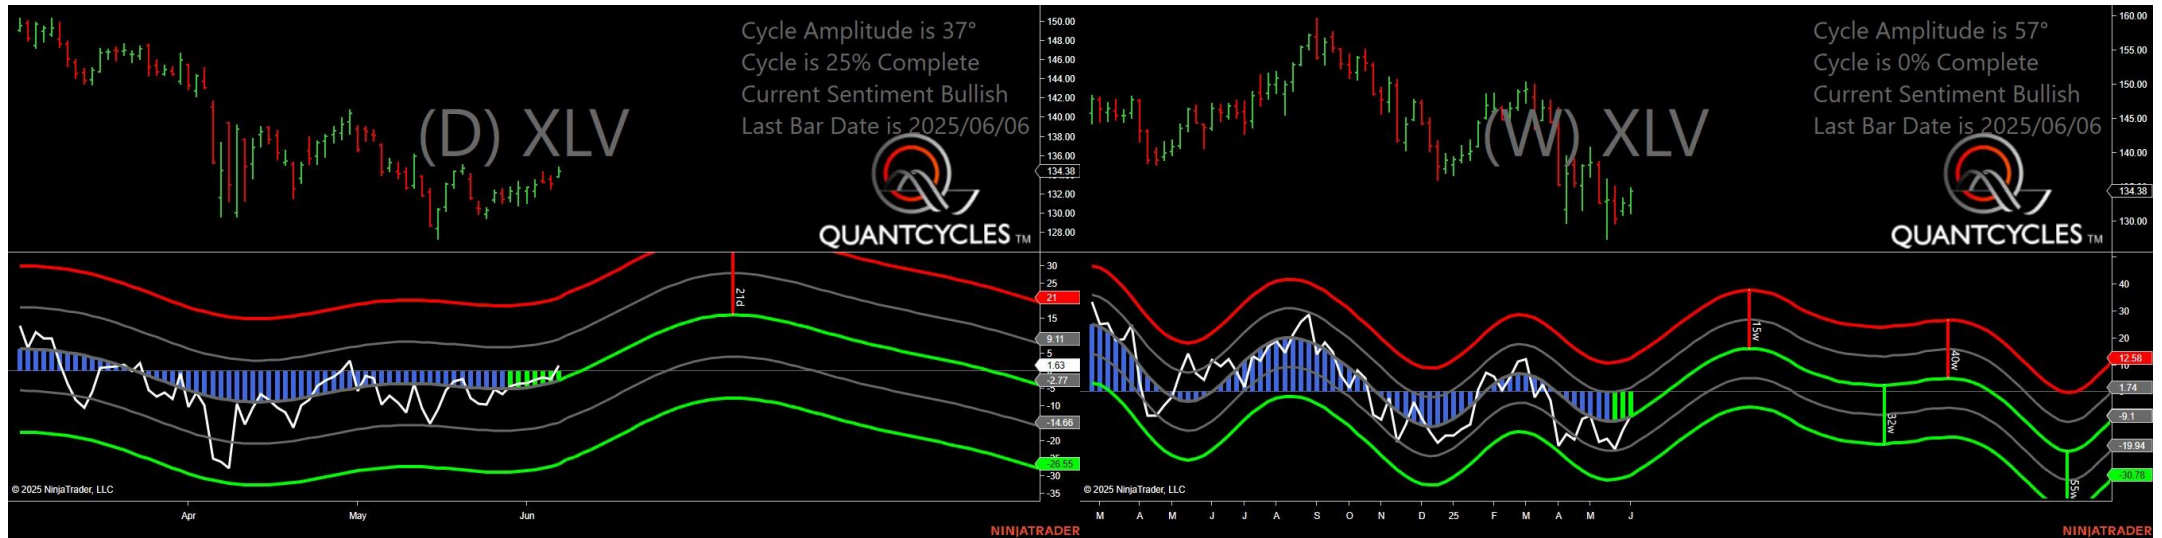 Cycle Amplitude is 37°
Cycle is 25% Complete
Current Sentiment Bullish
Last Bar Date is 2025/06/06
(D) XLV
QUANTCYCLES TM
150.00
148.00
146.00
144.00
142.00
140.00
138.00
136.00
134.38
132.00
130.00
128.00
21d
30
21
15
9.11
5
1.63
-2.77
-5
-10
-14.66
-20
-26.55
-30
-35
© 2025 NinjaTrader, LLC
Apr May Jun
NINJATRADER
Cycle Amplitude is 57°
Cycle is 0% Complete
Current Sentiment Bullish
Last Bar Date is 2025/06/06
(W) XLV
QUANTCYCLES TM
160.00
155.00
150.00
145.00
140.00
134.38
130.00
15w
40w
32w
55w
40
30
20
12.58
10
1.74
-9.1
-19.94
-30.78
© 2025 NinjaTrader, LLC
M A M J J A S O N D 25 F M A M J
NINJATRADER